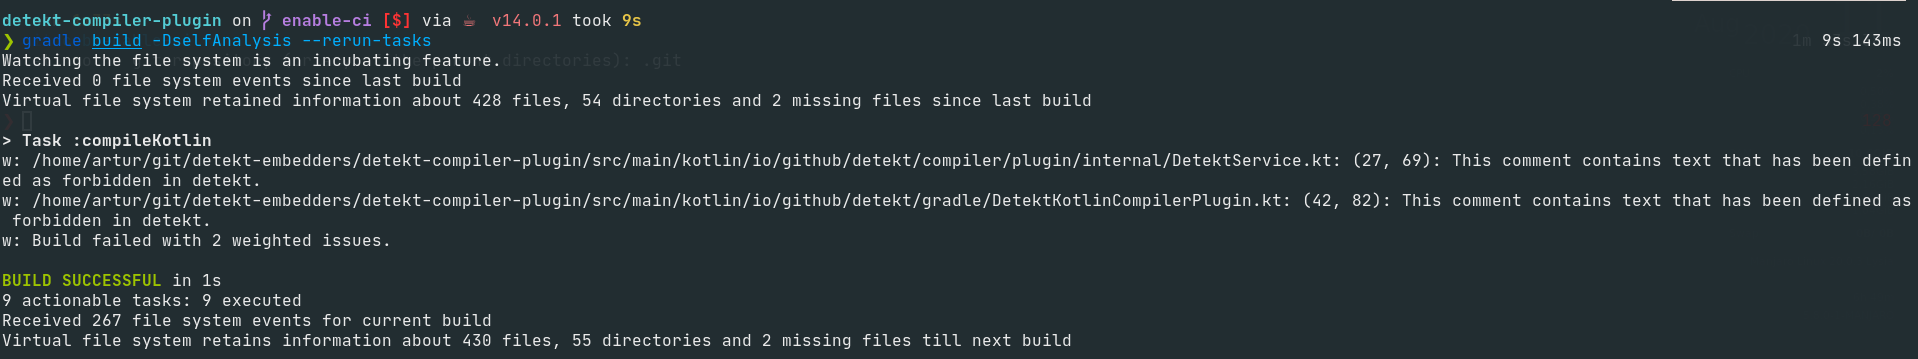 detekt-compiler-plugin on enable-ci [$] via ☕ v14.0.1 took 9s
❯ gradle build -DselfAnalysis --rerun-tasks 1m 9s 143ms
Watching the file system is an incubating feature. directories): .git
Received 0 file system events since last build
Virtual file system retained information about 428 files, 54 directories and 2 missing files since last build
> Task :compileKotlin
w: /home/artur/git/detekt-embedders/detekt-compiler-plugin/src/main/kotlin/io/github/detekt/compiler/plugin/internal/DetektService.kt: (27, 69): This comment contains text that has been defin
ed as forbidden in detekt.
w: /home/artur/git/detekt-embedders/detekt-compiler-plugin/src/main/kotlin/io/github/detekt/gradle/DetektKotlinCompilerPlugin.kt: (42, 82): This comment contains text that has been defined as
forbidden in detekt.
w: Build failed with 2 weighted issues.
BUILD SUCCESSFUL in 1s
9 actionable tasks: 9 executed
Received 267 file system events for current build
Virtual file system retains information about 430 files, 55 directories and 2 missing files till next build